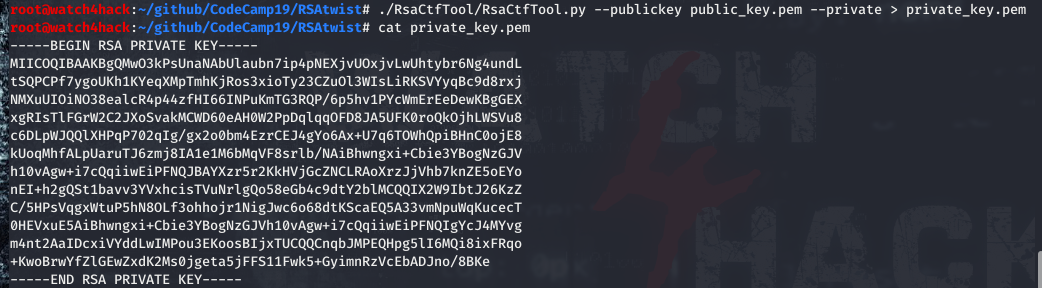 root@watch4hack:~/github/CodeCamp19/RSAtwist# ./RsaCtfTool/RsaCtfTool.py --publickey public_key.pem --private > private_key.pem
root@watch4hack:~/github/CodeCamp19/RSAtwist# cat private_key.pem
-----BEGIN RSA PRIVATE KEY-----
MIICOQIBAAKBgQMwO3kPsUnaNAbUlaubn7ip4pNEXjvUOxjvLwUhtybr6Ng4undL
tSQPCPf7ygoUKh1KYeqXMpTmhKjRos3xioTy23CZuOl3WIsLiRKSVYyqBc9d8rxj
NMXuUIOiNO38ealcR4p44zfHI66INPuKmTG3RQP/6p5hv1PYcWmErEeDewKBgGEX
xgRIsTlFGrW2C2JXoSvakMCWD60eAH0W2PpDqlqqOFD8JA5UFK0roQkOjhLWSVu8
c6DLpWJQQlXHPqP702qIg/gx2o0bm4EzrCEJ4gYo6Ax+U7q6TOWhQpiBHnC0ojE8
kUoqMhfALpUaruTJ6zmj8IA1e1M6bMqVF8srlb/NAiBhwngxi+Cbie3YBogNzGJV
h10vAgw+i7cQqiiwEiPFNQJBAYXzr5r2KkHVjGcZNCLRAoXrzJjVhb7knZE5oEYo
nEI+h2gQSt1bavv3YVxhcisTVuNrlgQo58eGb4c9dtY2blMCQQIX2W9IbtJ26KzZ
C/5HPsVqgxWtuP5hN8OLf3ohhojr1NigJwc6o68dtKScaEQ5A33vmNpuWqKucecT
0HEVxuE5AiBhwngxi+Cbie3YBogNzGJVh10vAgw+i7cQqiiwEiPFNQIgYcJ4MYvg
m4nt2AaIDcxiVYddLwIMPou3EKoosBIjxTUCQQCnqbJMPEQHpg5lI6MQi8ixFRqo
+KwoBrwYfZlGEwZxdK2Ms0jgeta5jFFS11Fwk5+GyimnRzVcEbADJno/8BKe
-----END RSA PRIVATE KEY-----